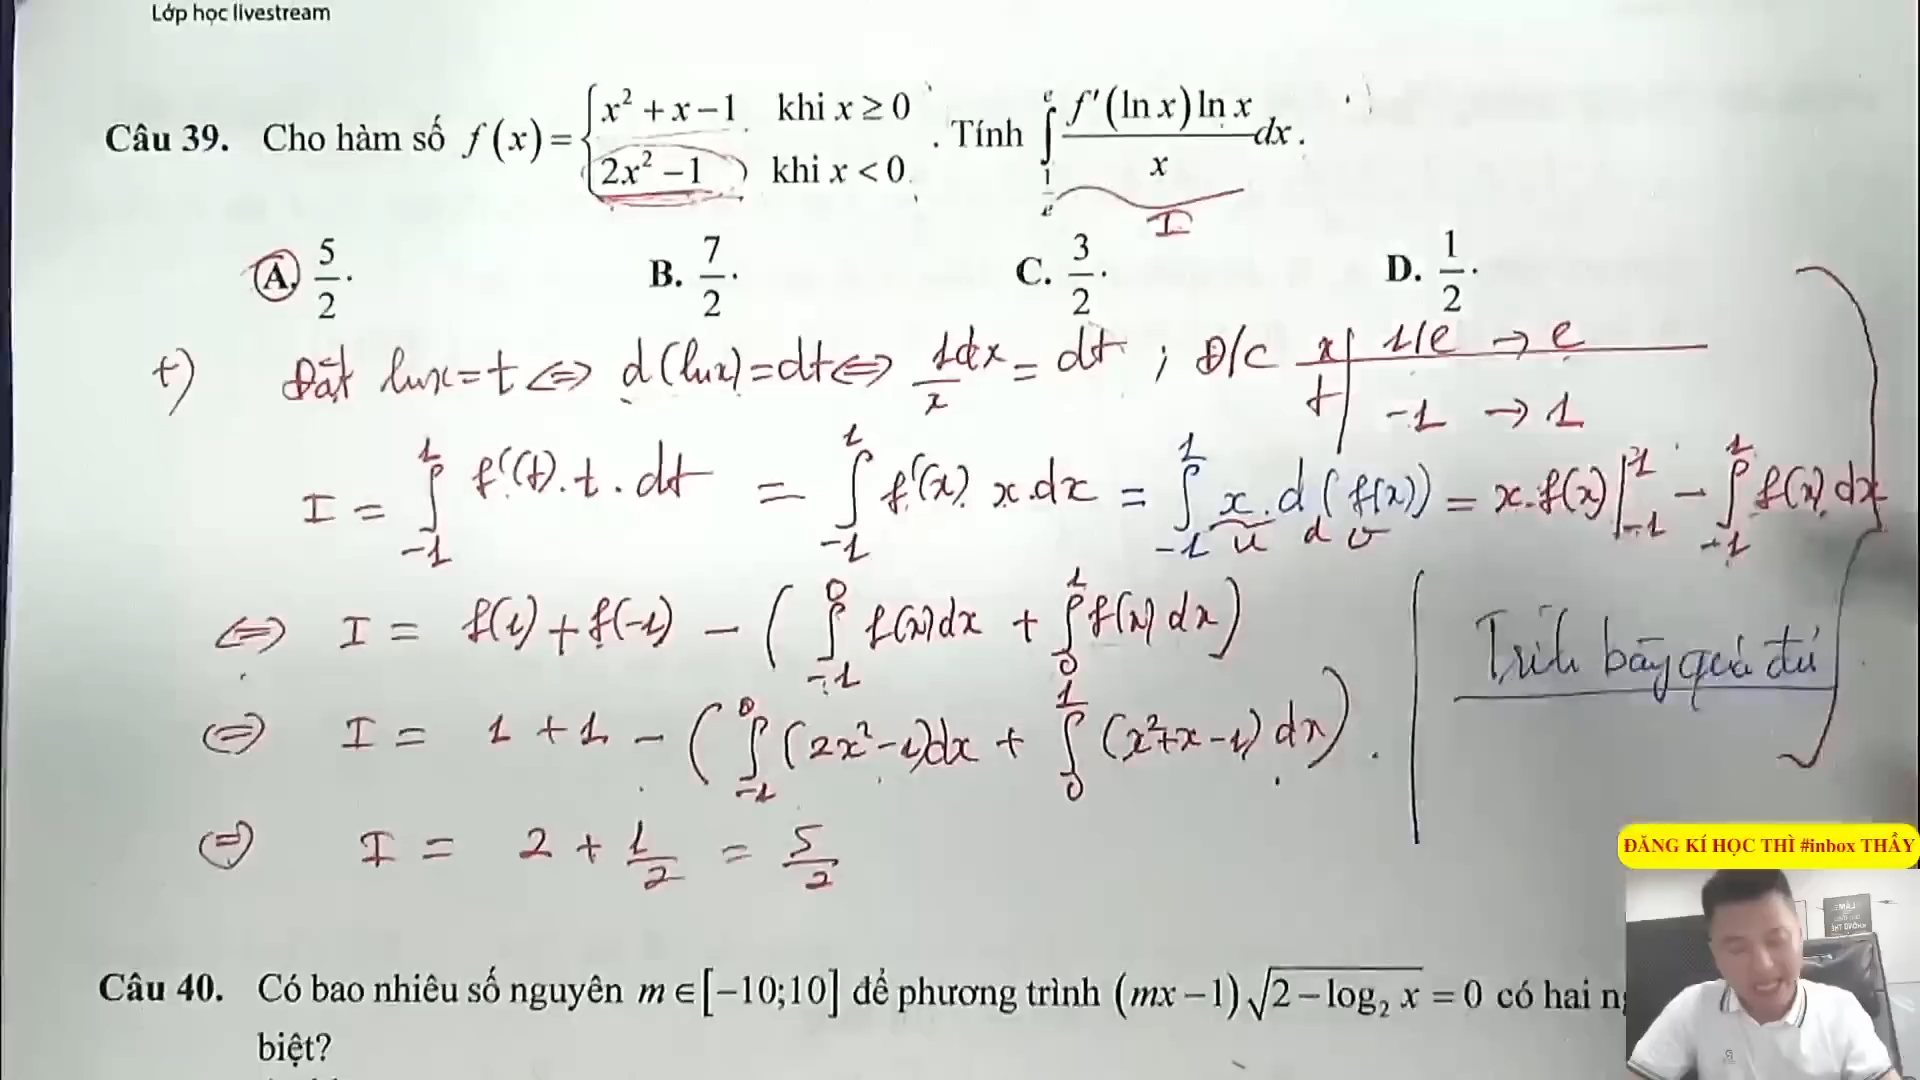 Lớp học livestream
Câu 39. Cho hàm số f(x) = { x² + x − 1 khi x ≥ 0 ; 2x² − 1 khi x < 0 . Tính ∫_{1/e}^{e} f′(ln x) ln x / x dx .
I
A. 5/2 . B. 7/2 . C. 3/2 . D. 1/2 .
t) Đặt lnx = t ⇔ d(lnx) = dt ⇔ 1/x dx = dt ; Đ/C x | 1/e → e
t | -1 → 1
I = ∫_{-1}^{1} f'(t).t.dt = ∫_{-1}^{1} f'(x) x.dx = ∫_{-1}^{1} x.d(f(x)) = x.f(x)|_{-1}^{1} − ∫_{-1}^{1} f(x) dx
u dv
⇔ I = f(1) + f(-1) − ( ∫_{-1}^{0} f(x)dx + ∫_{0}^{1} f(x) dx )
Trình bày quá đủ
⇔ I = 1 + 1 − ( ∫_{-1}^{0} (2x²-1)dx + ∫_{0}^{1} (x²+x-1) dx ) .
⇔ I = 2 + 1/2 = 5/2
ĐĂNG KÍ HỌC THÌ #inbox THẦY
Câu 40. Có bao nhiêu số nguyên m ∈ [−10;10] để phương trình (mx − 1)√(2 − log₂ x) = 0 có hai
biệt?